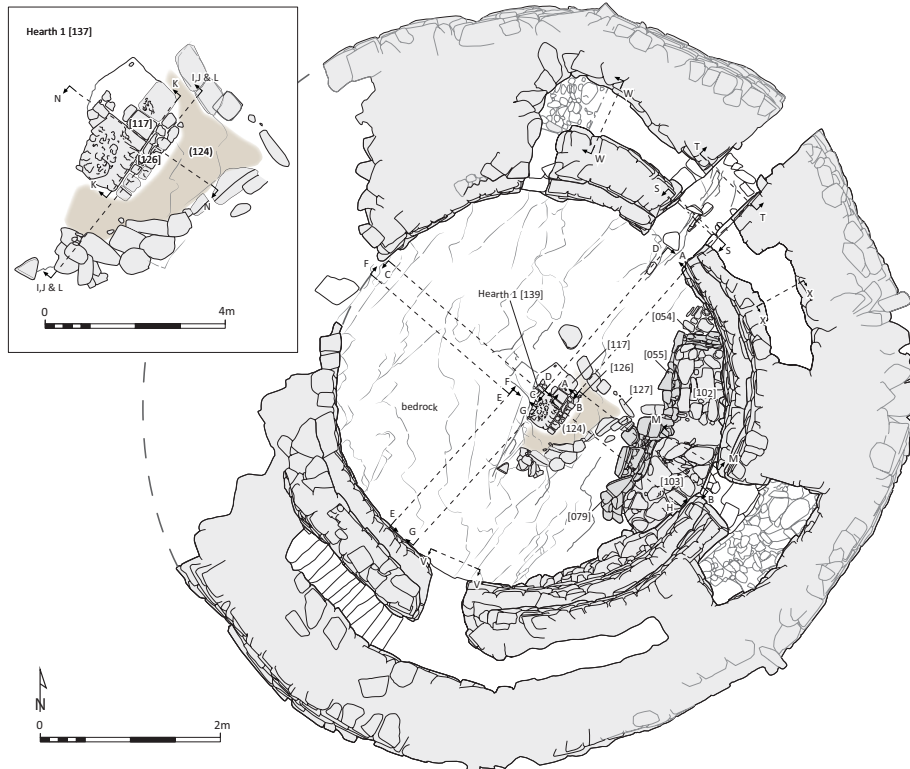 Hearth 1 [137]
N
K
I,J & L
[117]
[126]
(124)
K
N
I,J & L
0
4m
W
W
T
S
T
D
A
S
F
C
X
X
Hearth 1 [139]
[054]
[117]
[055]
[126]
D
A
F
E
C
[102]
[127]
bedrock
G
B
(124)
M
M
[103]
B
H
[079]
E
G
V
V
N
0
2m